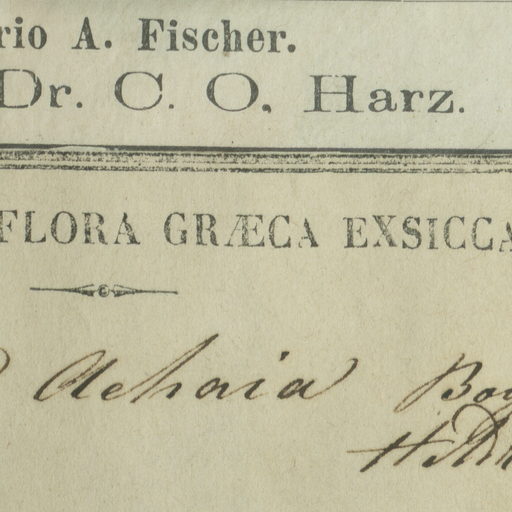 rio A. Fischer.
Dr. C. O. Harz.
FLORA GRÆCA EXSICCA
Achaia